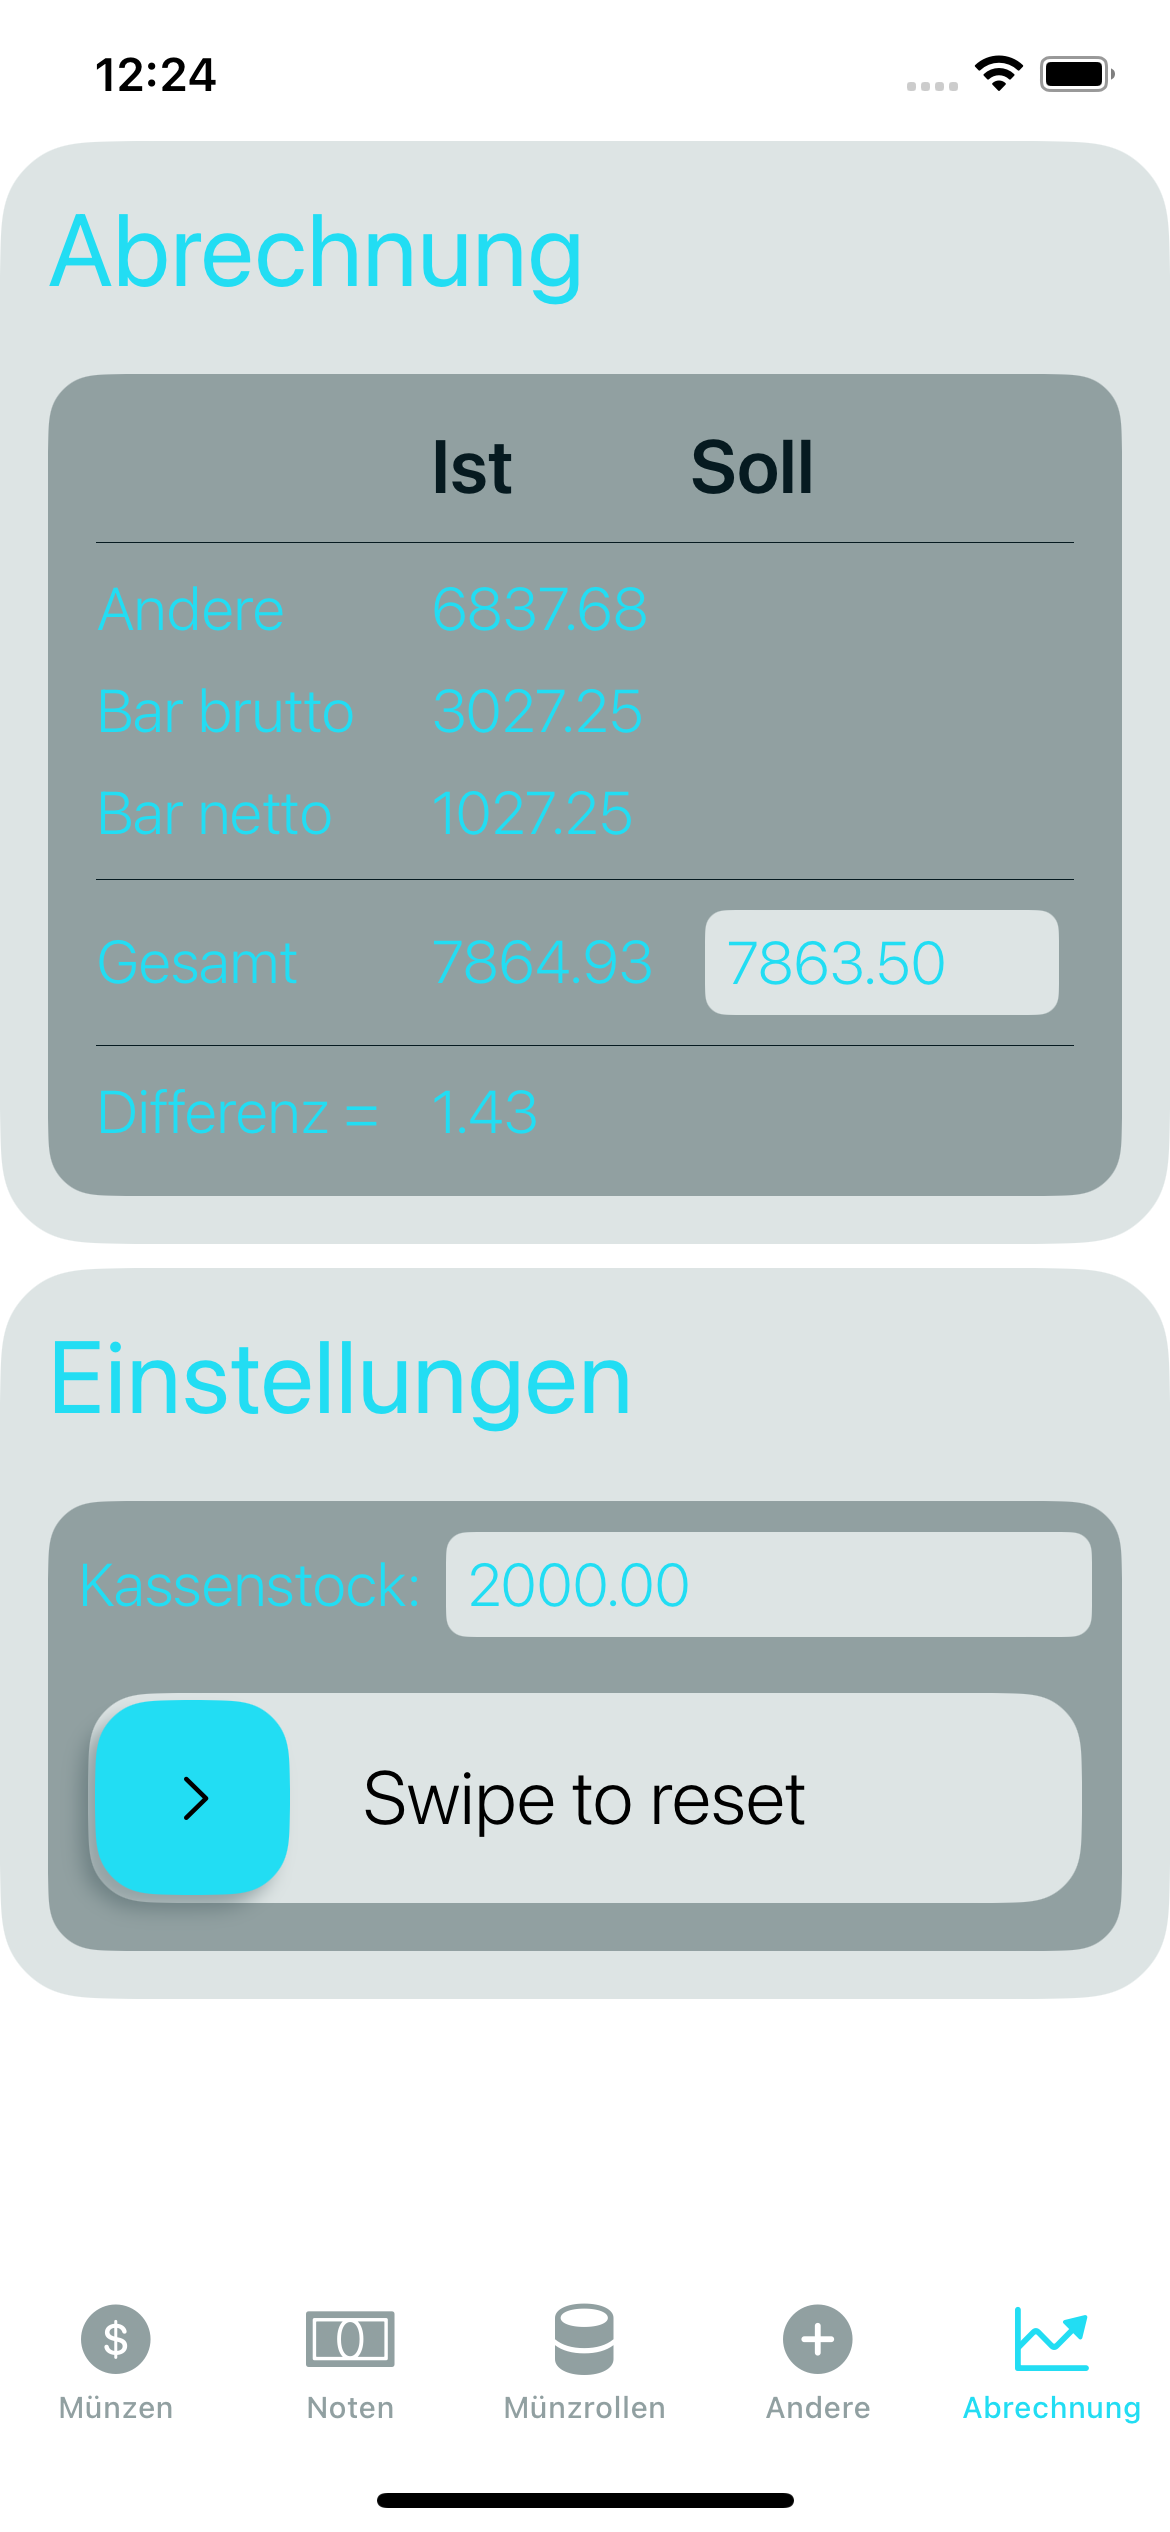 12:24
Abrechnung
Ist Soll
Andere 6837.68
Bar brutto 3027.25
Bar netto 1027.25
Gesamt 7864.93 7863.50
Differenz = 1.43
Einstellungen
Kassenstock: 2000.00
Swipe to reset
Münzen Noten Münzrollen Andere Abrechnung